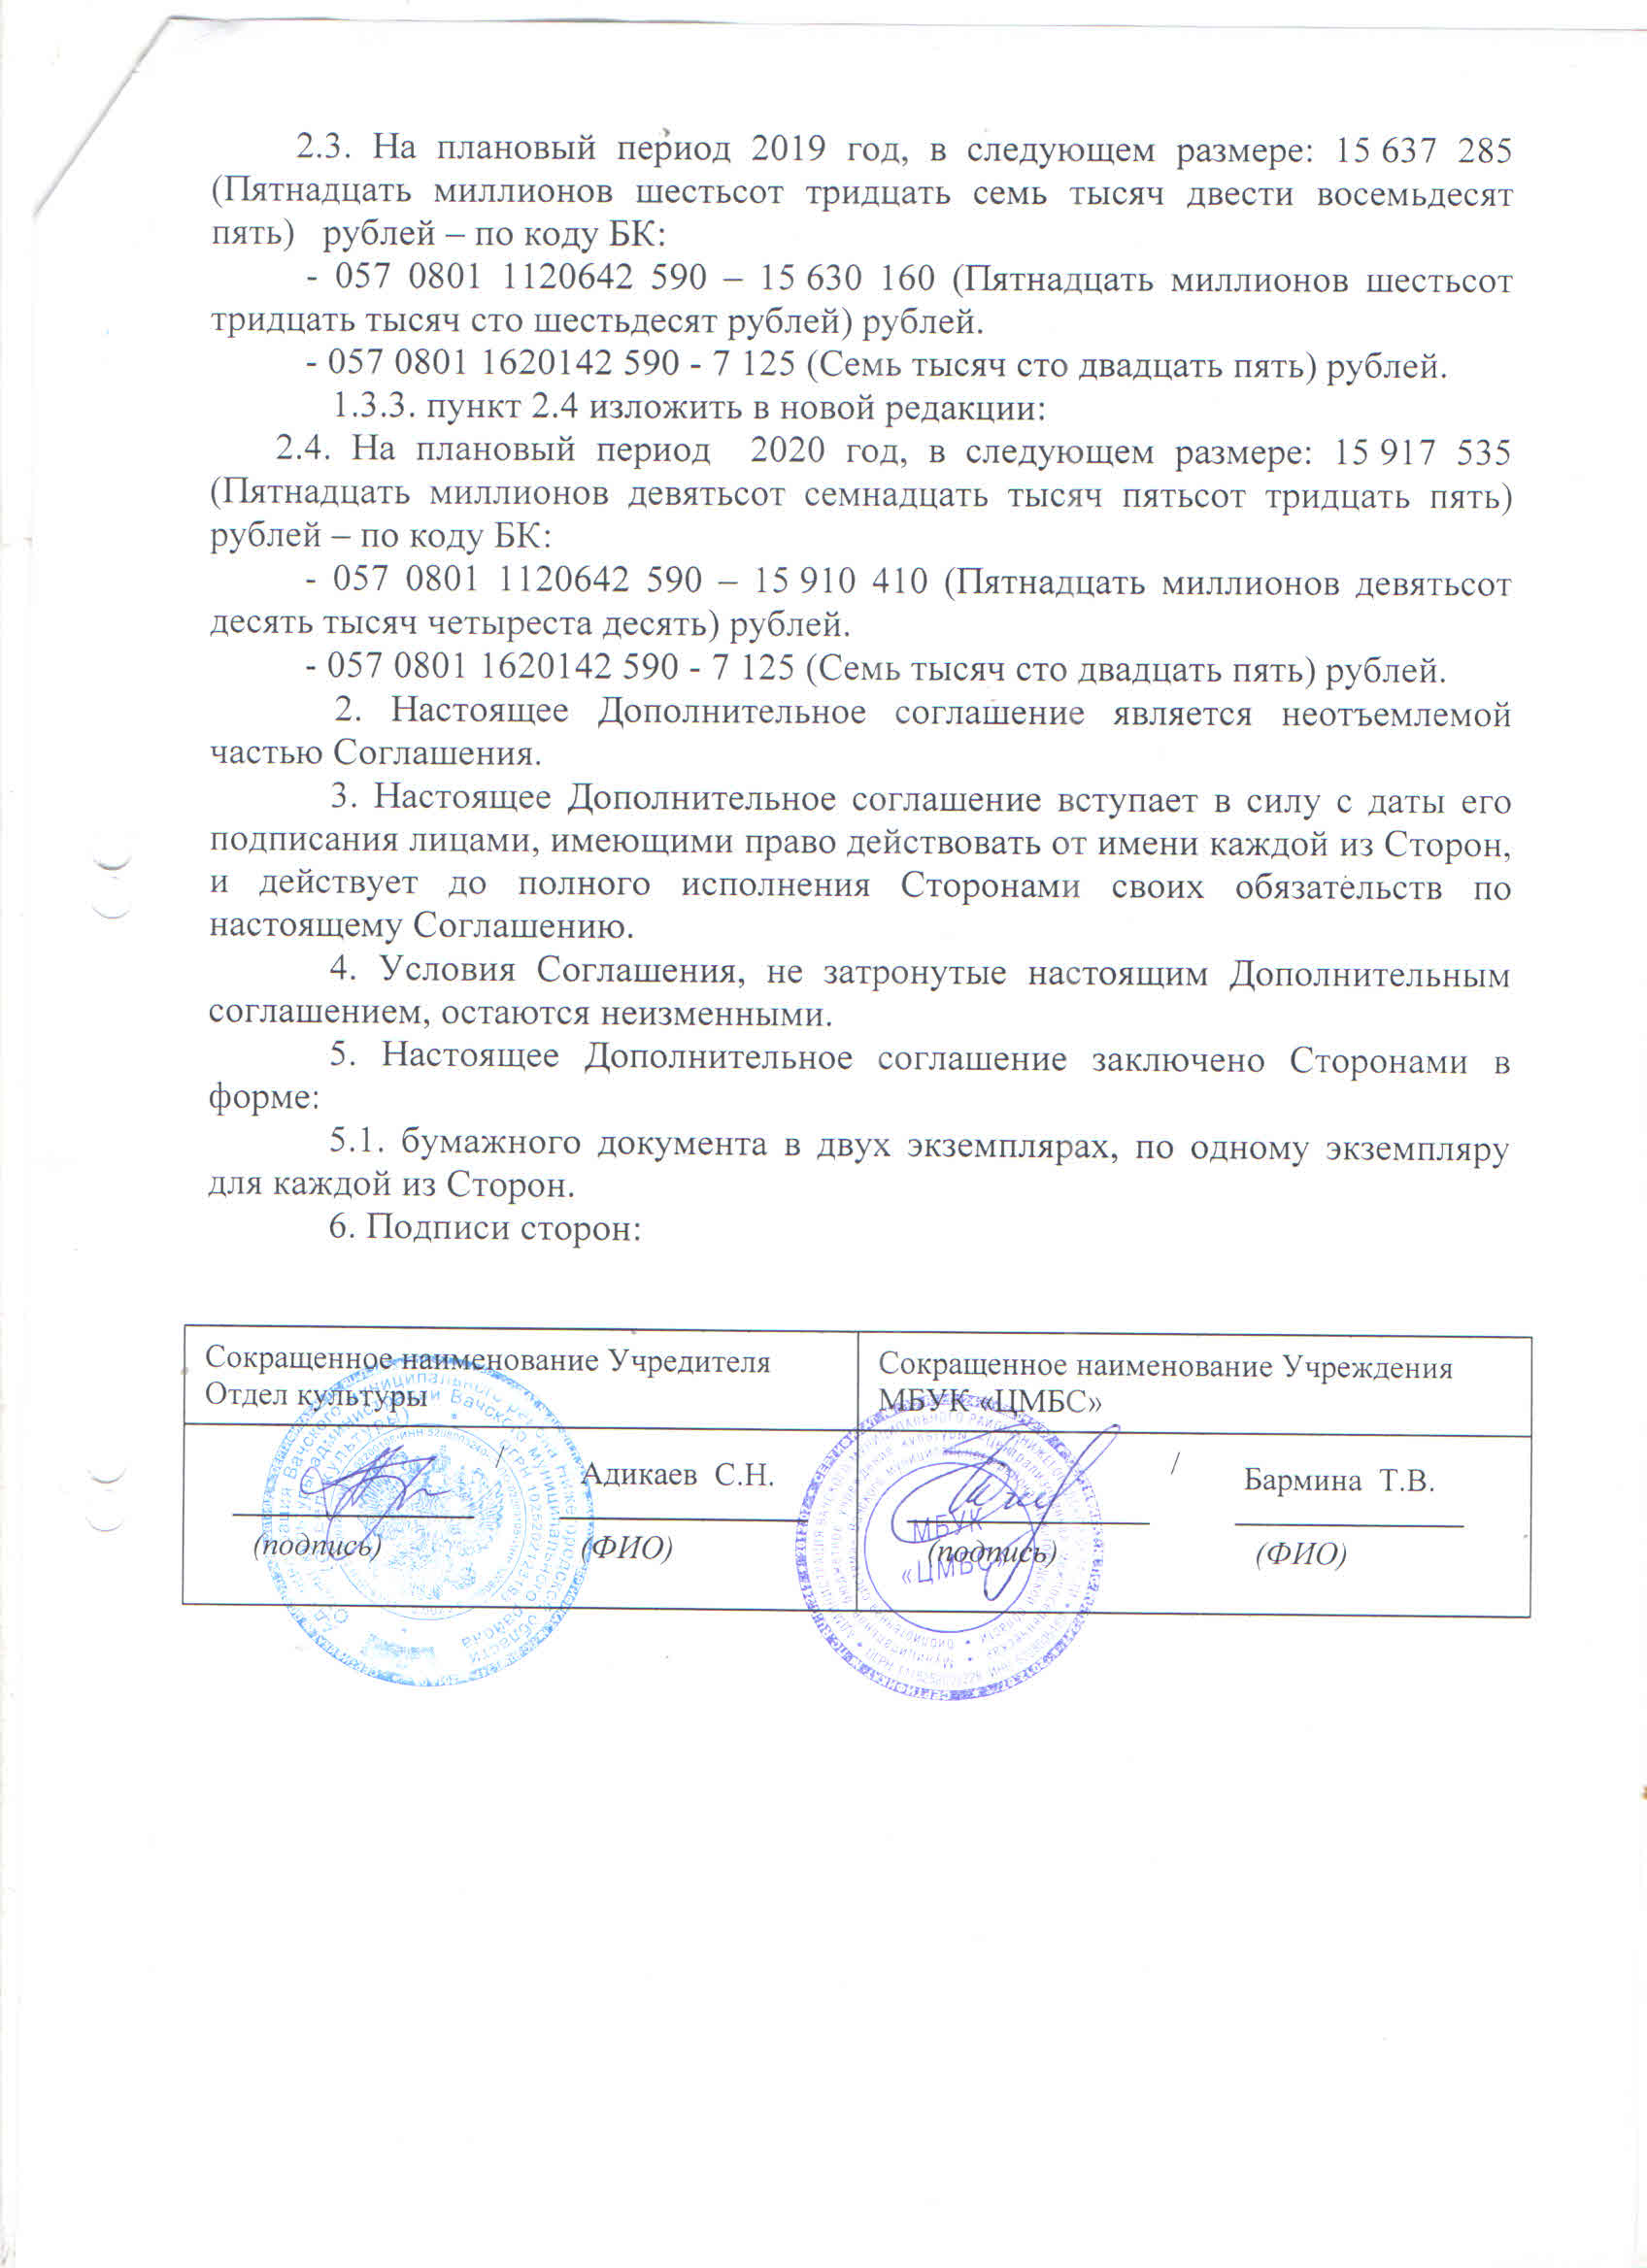 2.3. На плановый период 2019 год, в следующем размере: 15 637 285
(Пятнадцать миллионов шестьсот тридцать семь тысяч двести восемьдесят
пять) рублей – по коду БК:
- 057 0801 1120642 590 – 15 630 160 (Пятнадцать миллионов шестьсот
тридцать тысяч сто шестьдесят рублей) рублей.
- 057 0801 1620142 590 - 7 125 (Семь тысяч сто двадцать пять) рублей.
1.3.3. пункт 2.4 изложить в новой редакции:
2.4. На плановый период 2020 год, в следующем размере: 15 917 535
(Пятнадцать миллионов девятьсот семнадцать тысяч пятьсот тридцать пять)
рублей – по коду БК:
- 057 0801 1120642 590 – 15 910 410 (Пятнадцать миллионов девятьсот
десять тысяч четыреста десять) рублей.
- 057 0801 1620142 590 - 7 125 (Семь тысяч сто двадцать пять) рублей.
2. Настоящее Дополнительное соглашение является неотъемлемой
частью Соглашения.
3. Настоящее Дополнительное соглашение вступает в силу с даты его
подписания лицами, имеющими право действовать от имени каждой из Сторон,
и действует до полного исполнения Сторонами своих обязательств по
настоящему Соглашению.
4. Условия Соглашения, не затронутые настоящим Дополнительным
соглашением, остаются неизменными.
5. Настоящее Дополнительное соглашение заключено Сторонами в
форме:
5.1. бумажного документа в двух экземплярах, по одному экземпляру
для каждой из Сторон.
6. Подписи сторон:
Сокращенное наименование Учредителя
Отдел культуры
/ Адикаев С.Н.
(подпись) (ФИО)
Сокращенное наименование Учреждения
МБУК «ЦМБС»
/ Бармина Т.В.
(подпись) (ФИО)
МБУК
«ЦМБС»